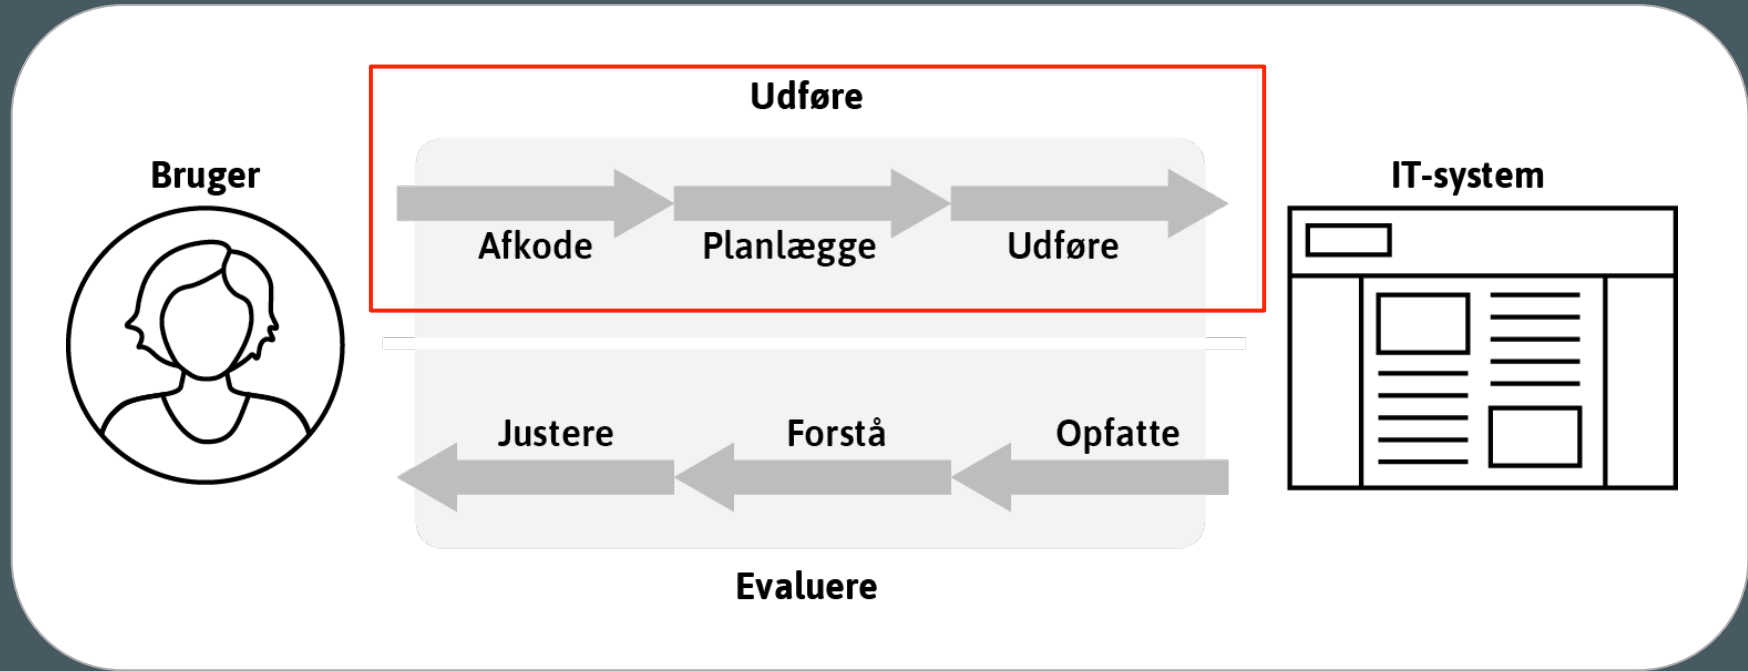 Udføre
Bruger
IT-system
Afkode
Planlægge
Udføre
Justere
Forstå
Opfatte
Evaluere